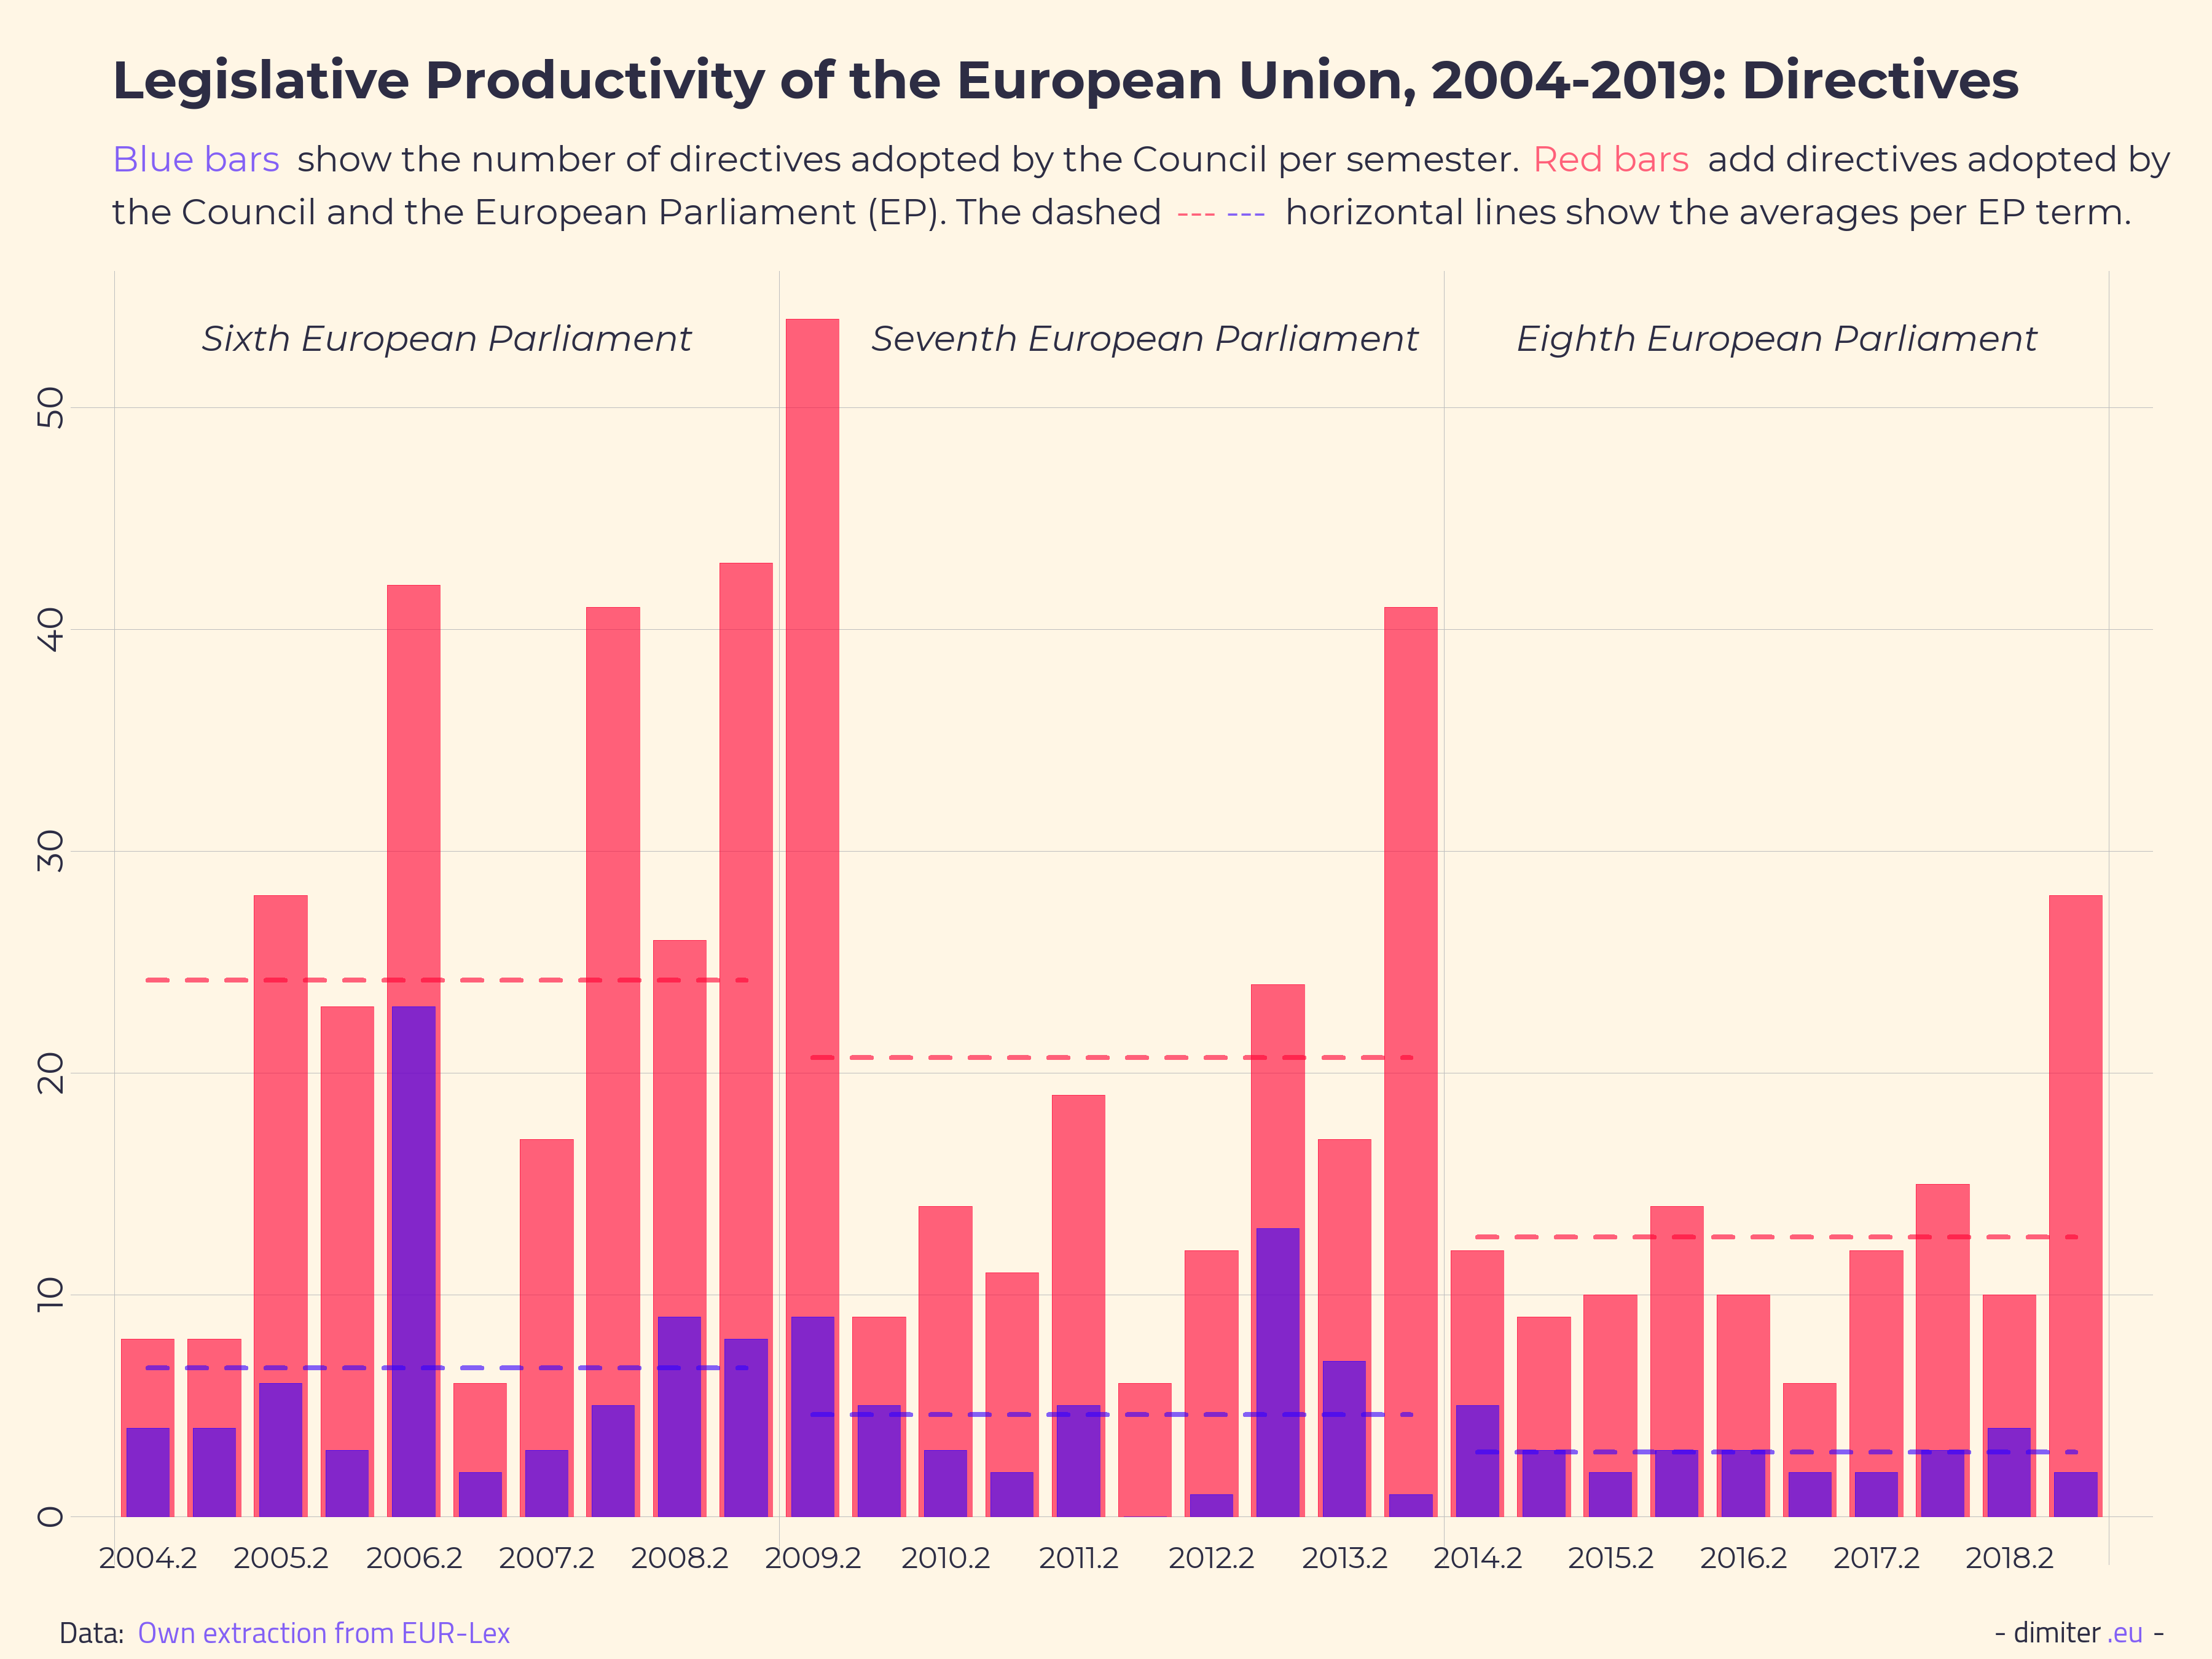 Legislative Productivity of the European Union, 2004-2019: Directives
Blue bars show the number of directives adopted by the Council per semester. Red bars add directives adopted by
the Council and the European Parliament (EP). The dashed --- --- horizontal lines show the averages per EP term.
Sixth European Parliament
Seventh European Parliament
Eighth European Parliament
50
40
30
20
10
0
2004.2 2005.2 2006.2 2007.2 2008.2 2009.2 2010.2 2011.2 2012.2 2013.2 2014.2 2015.2 2016.2 2017.2 2018.2
Data: Own extraction from EUR-Lex
- dimiter .eu -